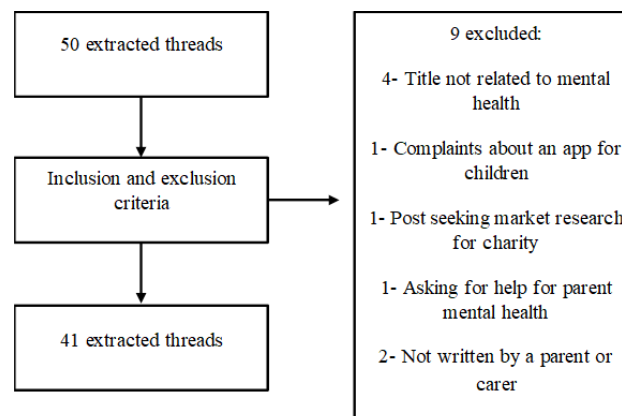 50 extracted threads
Inclusion and exclusion
criteria
41 extracted threads
9 excluded:
4- Title not related to mental
health
1- Complaints about an app for
children
1- Post seeking market research
for charity
1- Asking for help for parent
mental health
2- Not written by a parent or
carer